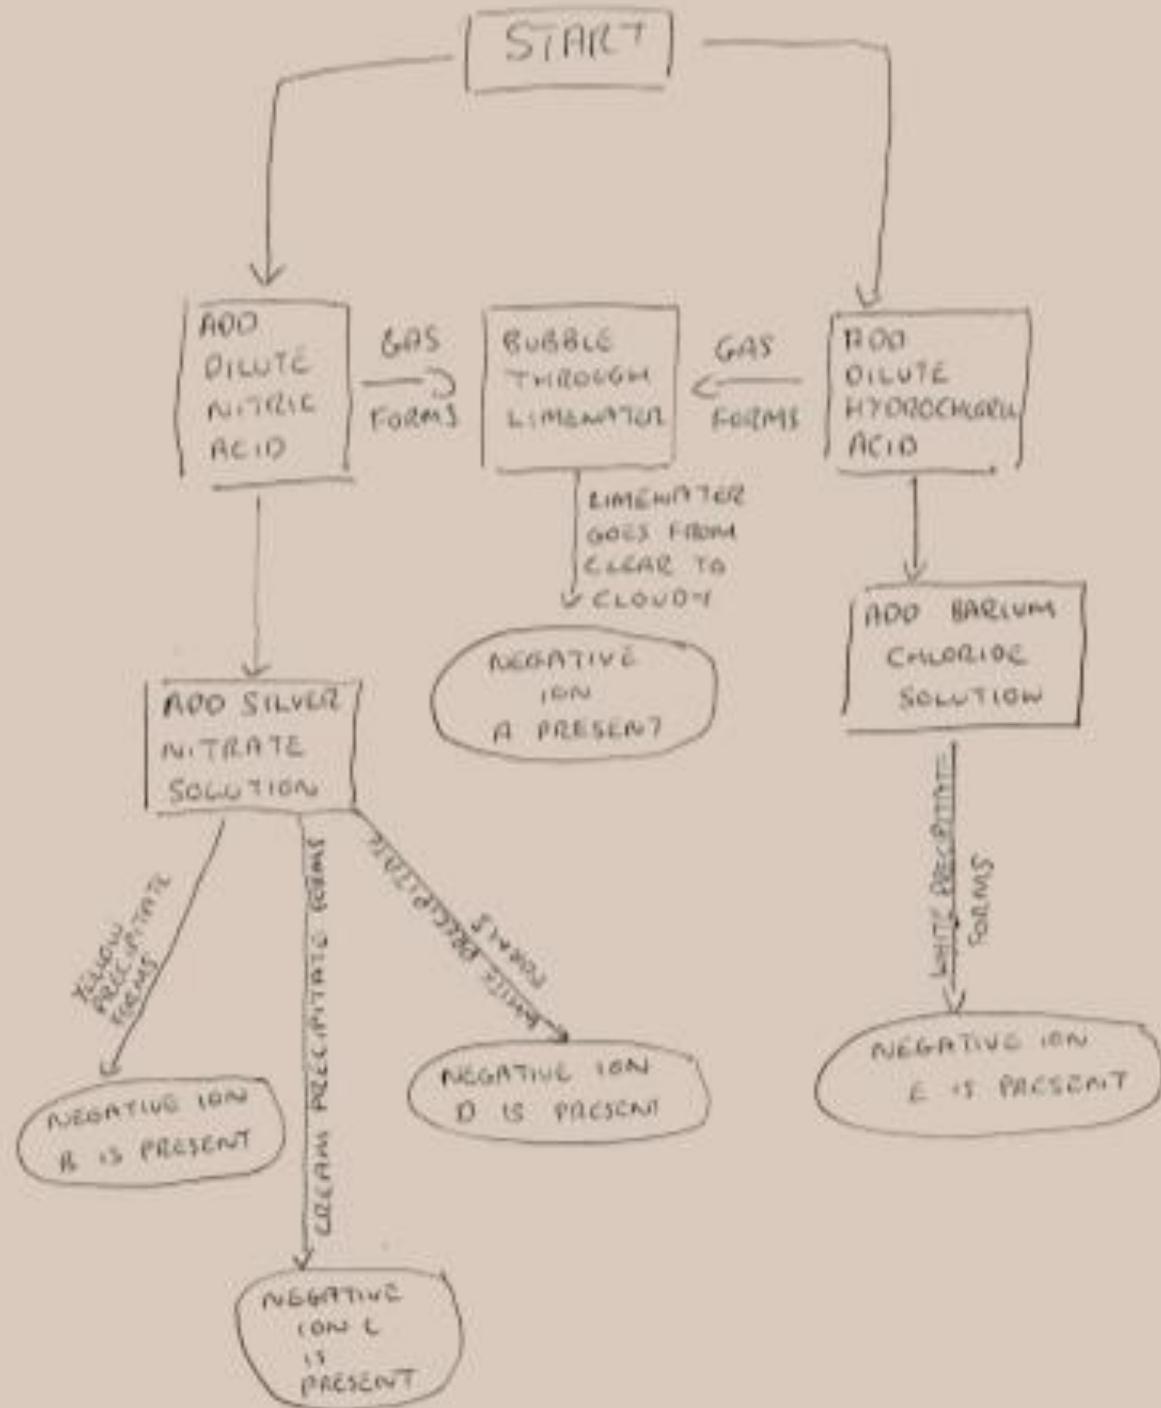 START
ADD
DILUTE
NITRIC
ACID
GAS
FORMS
BUBBLE
THROUGH
LIMEWATER
GAS
FORMS
ADD
DILUTE
HYDROCHLORIC
ACID
LIMEWATER
GOES FROM
CLEAR TO
CLOUDY
NEGATIVE
ION
A PRESENT
ADD BARIUM
CHLORIDE
SOLUTION
ADD SILVER
NITRATE
SOLUTION
YELLOW
PRECIPITATE
FORMS
CREAM PRECIPITATE FORMS
WHITE PRECIPITATE
FORMS
WHITE PRECIPITATE
FORMS
NEGATIVE ION
B IS PRESENT
NEGATIVE ION
D IS PRESENT
NEGATIVE ION
E IS PRESENT
NEGATIVE
ION C
IS
PRESENT